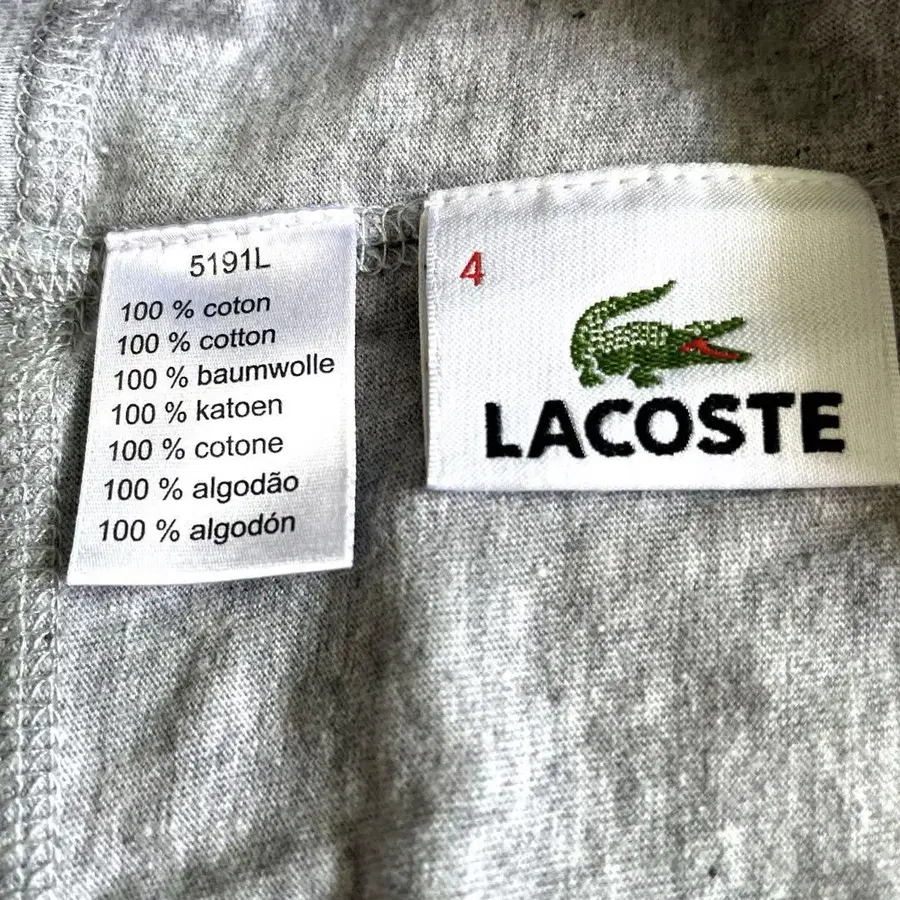 5191L
100 % coton
100 % cotton
100 % baumwolle
100 % katoen
100 % cotone
100 % algodão
100 % algodón
4
LACOSTE